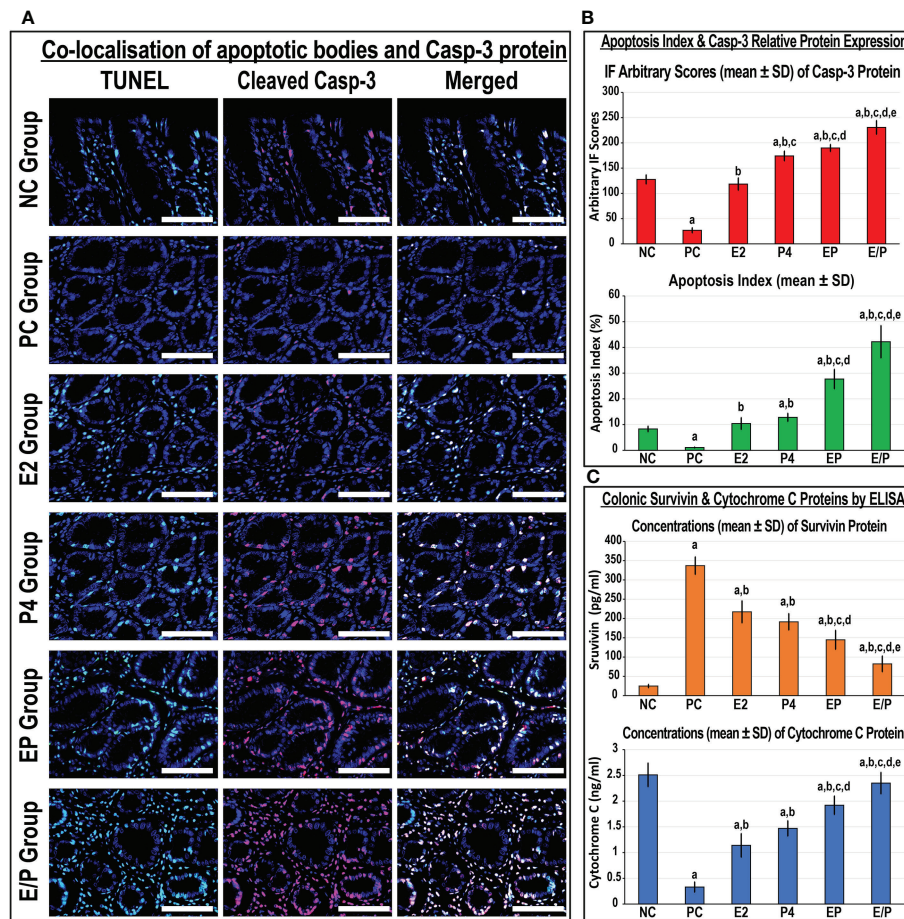 A
Co-localisation of apoptotic bodies and Casp-3 protein
TUNEL Cleaved Casp-3 Merged
NC Group
PC Group
E2 Group
P4 Group
EP Group
E/P Group
B
Apoptosis Index & Casp-3 Relative Protein Expression
IF Arbitrary Scores (mean ± SD) of Casp-3 Protein
Arbitrary IF Scores
300
250
200
150
100
50
0
a
b
a,b,c
a,b,c,d
a,b,c,d,e
NC PC E2 P4 EP E/P
Apoptosis Index (mean ± SD)
Apoptosis Index (%)
60
50
40
30
20
10
0
a
b
a,b
a,b,c,d
a,b,c,d,e
NC PC E2 P4 EP E/P
C
Colonic Survivin & Cytochrome C Proteins by ELISA
Concentrations (mean ± SD) of Survivin Protein
Sruvivin (pg/ml)
400
350
300
250
200
150
100
50
0
a
a,b
a,b
a,b,c,d
a,b,c,d,e
NC PC E2 P4 EP E/P
Concentrations (mean ± SD) of Cytochrome C Protein
Cytochrome C (ng/ml)
3
2.5
2
1.5
1
0.5
0
a
a,b
a,b
a,b,c,d
a,b,c,d,e
NC PC E2 P4 EP E/P